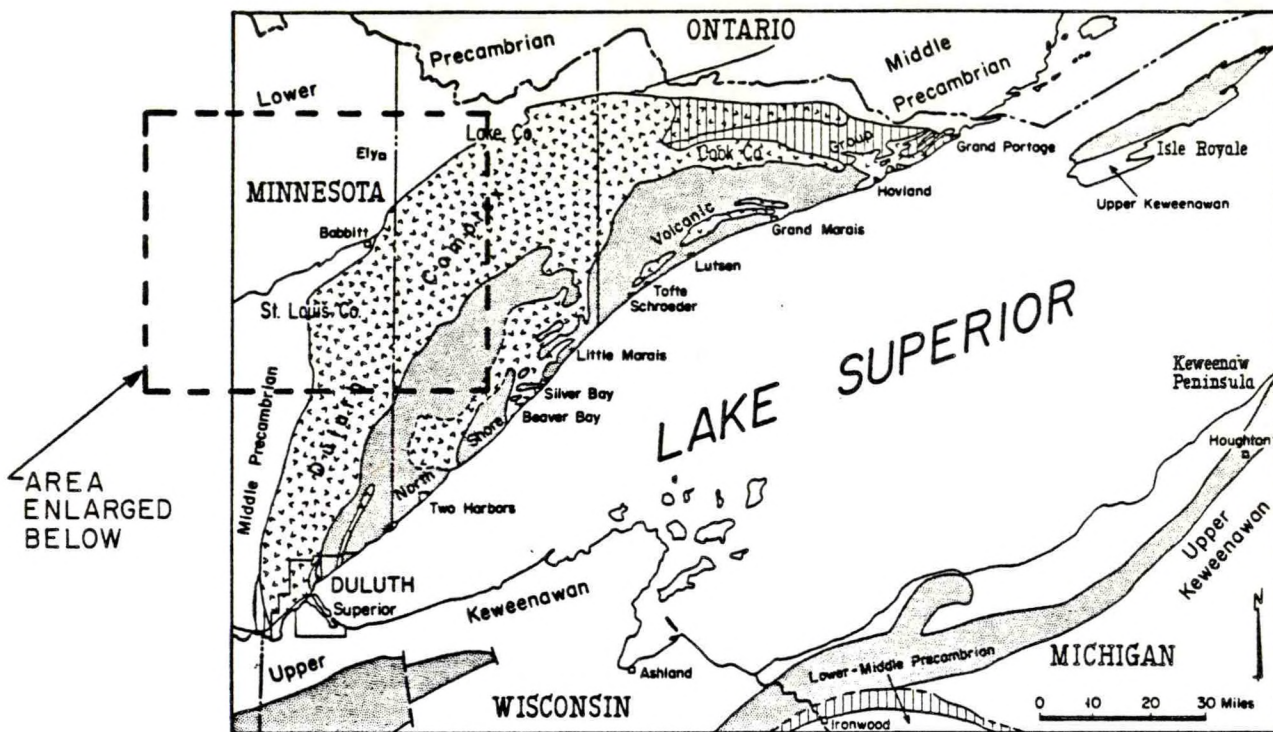 ONTARIO
Precambrian
Middle
Precambrian
Lower
Lake Co.
Group
Grand Portage
Isle Royale
Ely
Cook Co.
Hovland
Upper Keweenawan
MINNESOTA
Complex
Volcanic
Grand Marais
Babbitt
Lutsen
Tofte
Schroeder
St. Louis Co.
LAKE SUPERIOR
Little Marais
Keweenaw
Peninsula
Silver Bay
Beaver Bay
Duluth
Shore
Houghton
Middle Precambrian
North
AREA
ENLARGED
BELOW
Two Harbors
Upper
Keweenawan
DULUTH
Superior
Keweenawan
N
Upper
Ashland
Lower-Middle Precambrian
MICHIGAN
WISCONSIN
Ironwood
0 10 20 30 Miles